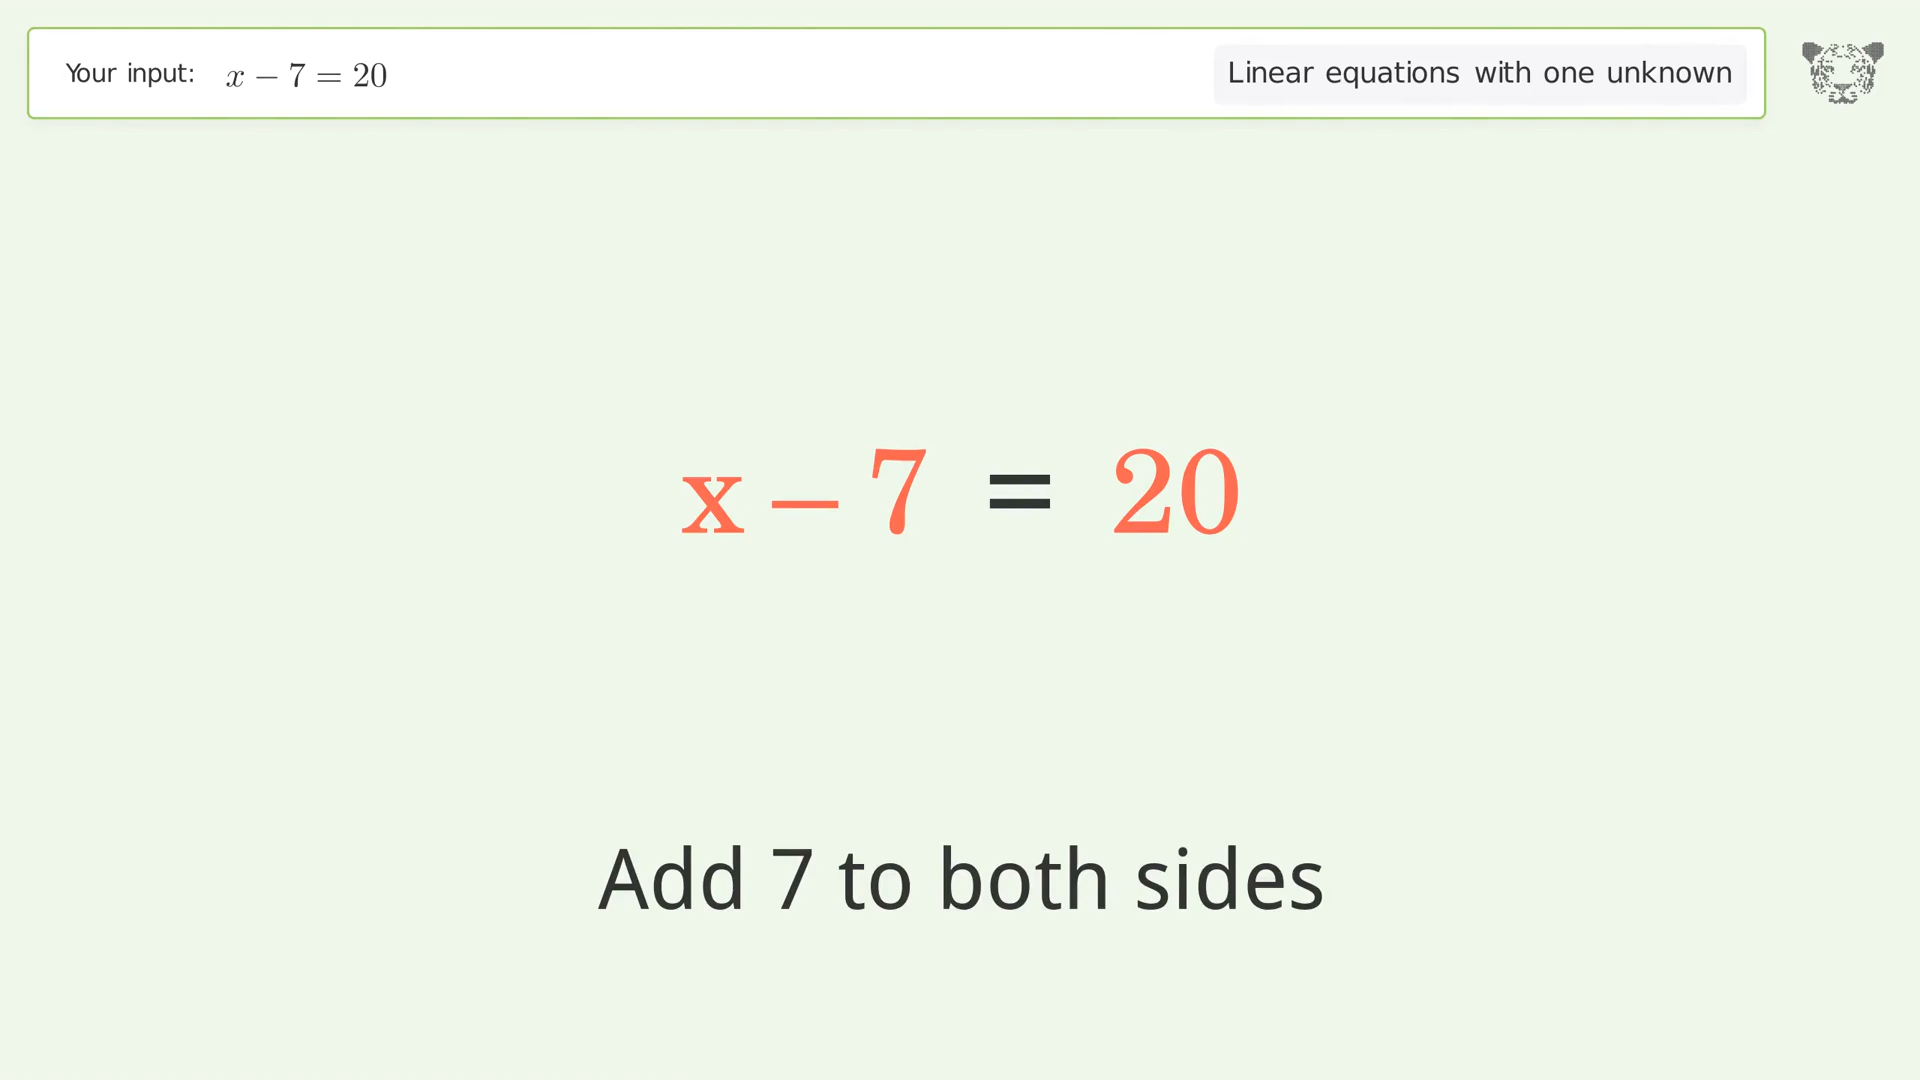 Your input: x − 7 = 20
Linear equations with one unknown
x − 7 = 20
Add 7 to both sides